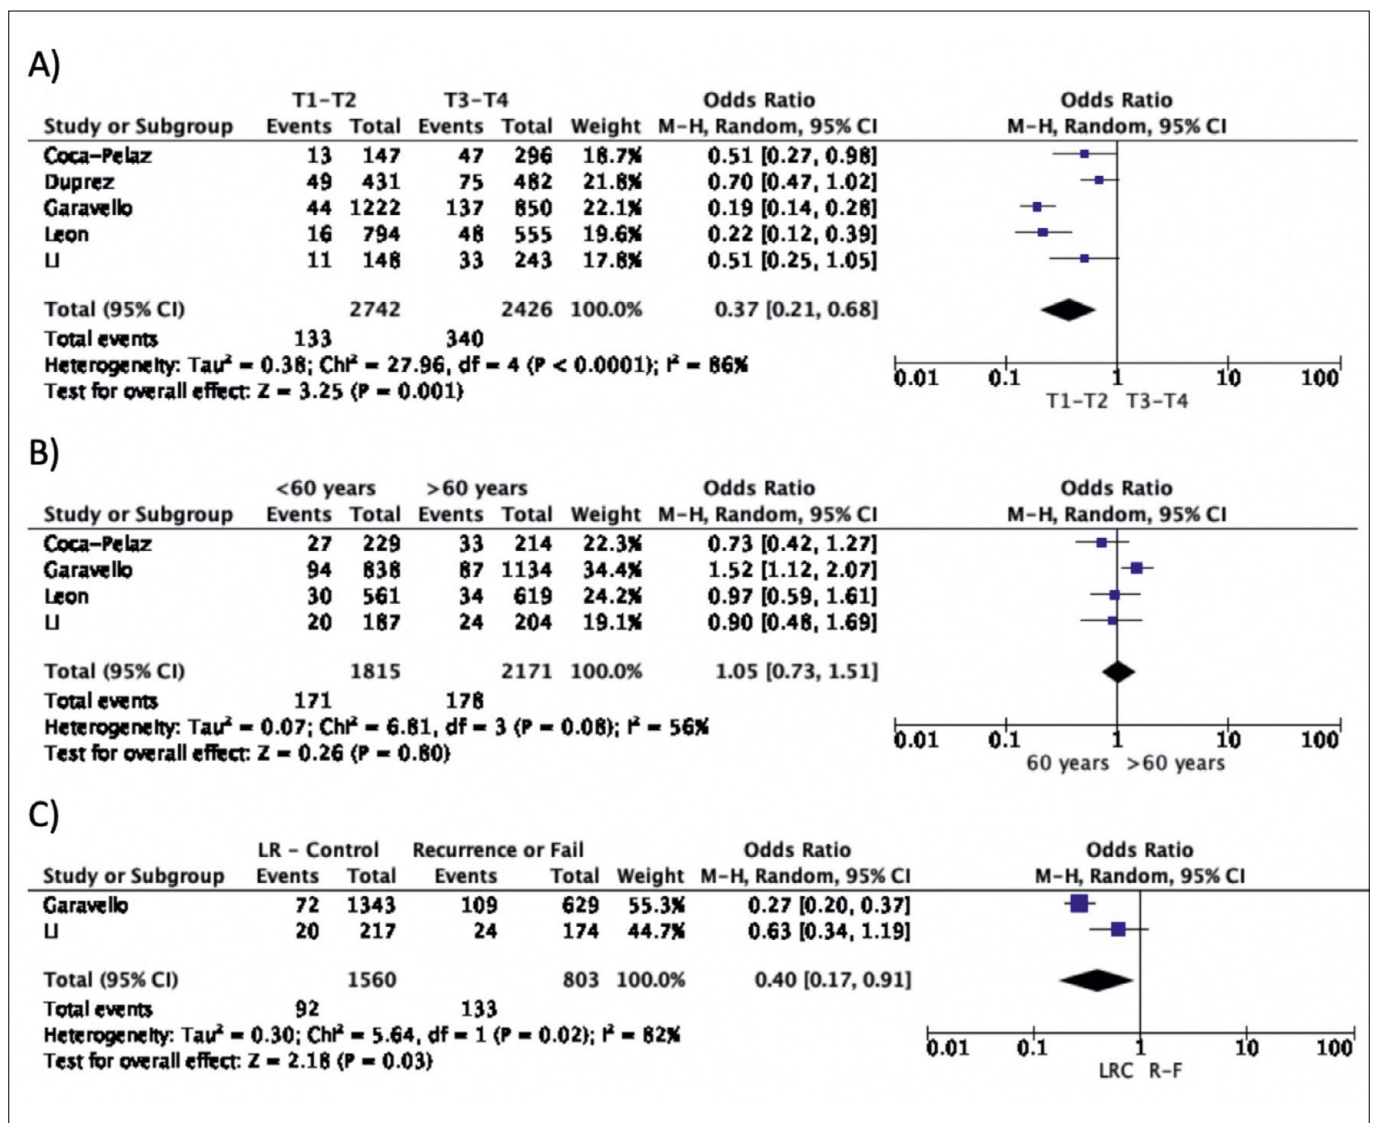 A)
T1-T2 T3-T4 Odds Ratio Odds Ratio
Study or Subgroup Events Total Events Total Weight M-H, Random, 95% CI M-H, Random, 95% CI
Coca-Pelaz 13 147 47 296 18.7% 0.51 [0.27, 0.98]
Duprez 49 431 75 482 21.8% 0.70 [0.47, 1.02]
Garavello 44 1222 137 850 22.1% 0.19 [0.14, 0.28]
Leon 16 794 48 555 19.6% 0.22 [0.12, 0.39]
LI 11 148 33 243 17.8% 0.51 [0.25, 1.05]
Total (95% CI) 2742 2426 100.0% 0.37 [0.21, 0.68]
Total events 133 340
Heterogeneity: Tau² = 0.38; Chi² = 27.96, df = 4 (P < 0.0001); I² = 86%
Test for overall effect: Z = 3.25 (P = 0.001)
0.01 0.1 1 10 100
T1-T2 T3-T4
B)
<60 years >60 years Odds Ratio Odds Ratio
Study or Subgroup Events Total Events Total Weight M-H, Random, 95% CI M-H, Random, 95% CI
Coca-Pelaz 27 229 33 214 22.3% 0.73 [0.42, 1.27]
Garavello 94 838 87 1134 34.4% 1.52 [1.12, 2.07]
Leon 30 561 34 619 24.2% 0.97 [0.59, 1.61]
LI 20 187 24 204 19.1% 0.90 [0.48, 1.69]
Total (95% CI) 1815 2171 100.0% 1.05 [0.73, 1.51]
Total events 171 178
Heterogeneity: Tau² = 0.07; Chi² = 6.81, df = 3 (P = 0.08); I² = 56%
Test for overall effect: Z = 0.26 (P = 0.80)
0.01 0.1 1 10 100
60 years >60 years
C)
LR - Control Recurrence or Fail Odds Ratio Odds Ratio
Study or Subgroup Events Total Events Total Weight M-H, Random, 95% CI M-H, Random, 95% CI
Garavello 72 1343 109 629 55.3% 0.27 [0.20, 0.37]
LI 20 217 24 174 44.7% 0.63 [0.34, 1.19]
Total (95% CI) 1560 803 100.0% 0.40 [0.17, 0.91]
Total events 92 133
Heterogeneity: Tau² = 0.30; Chi² = 5.64, df = 1 (P = 0.02); I² = 82%
Test for overall effect: Z = 2.18 (P = 0.03)
0.01 0.1 1 10 100
LRC R-F